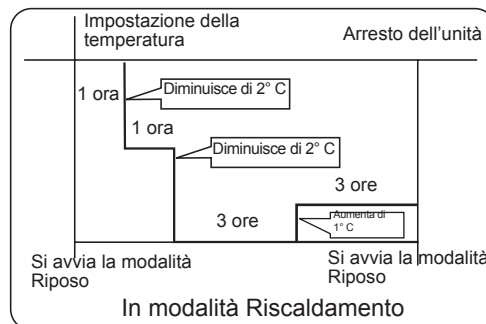 Impostazione della
temperatura
Arresto dell'unità
1 ora
Diminuisce di 2° C
1 ora
Diminuisce di 2° C
3 ore
3 ore
Aumenta di
1° C
Si avvia la modalità
Riposo
Si avvia la modalità
Riposo
In modalità Riscaldamento